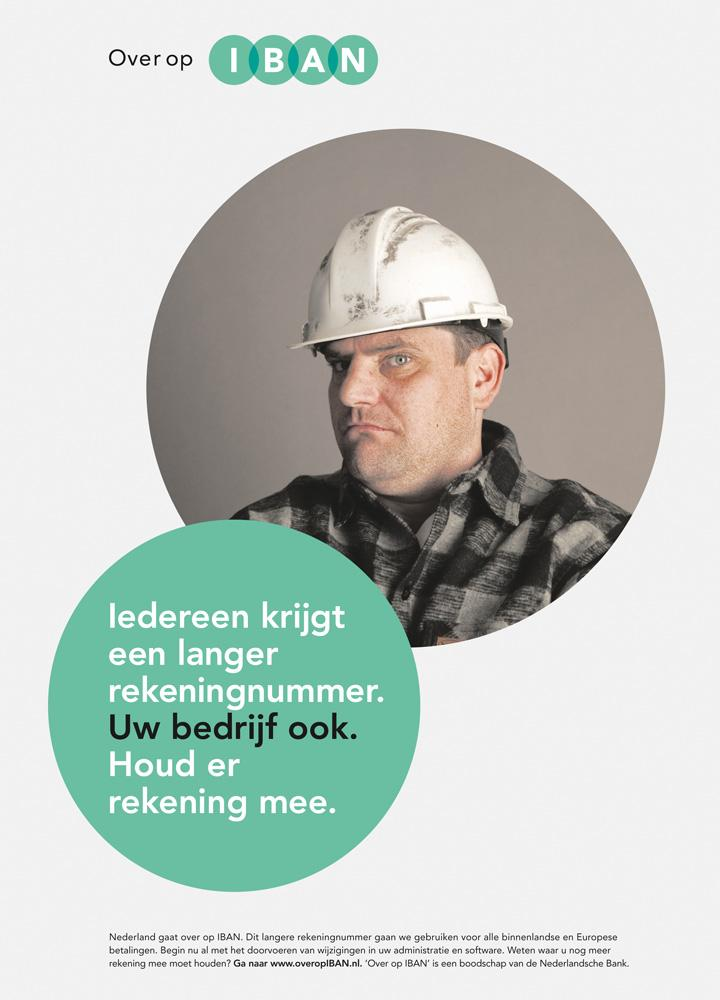 Over op IBAN
Iedereen krijgt
een langer
rekeningnummer.
Uw bedrijf ook.
Houd er
rekening mee.
Nederland gaat over op IBAN. Dit langere rekeningnummer gaan we gebruiken voor alle binnenlandse en Europese
betalingen. Begin nu al met het doorvoeren van wijzigingen in uw administratie en software. Weten waar u nog meer
rekening mee moet houden? Ga naar www.overopIBAN.nl. ‘Over op IBAN’ is een boodschap van de Nederlandsche Bank.